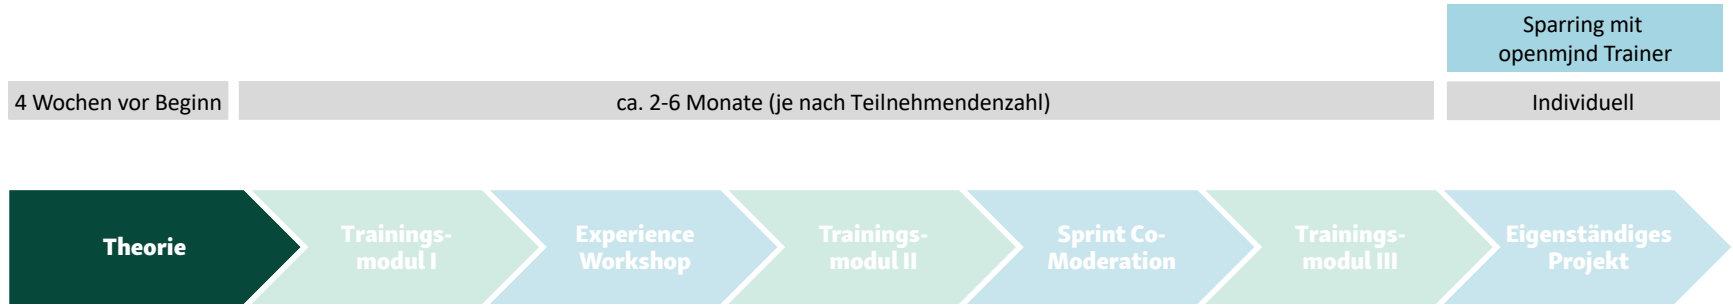 Sparring mit
openmjnd Trainer
4 Wochen vor Beginn
ca. 2-6 Monate (je nach Teilnehmendenzahl)
Individuell
Theorie
Trainings-
modul I
Experience
Workshop
Trainings-
modul II
Sprint Co-
Moderation
Trainings-
modul III
Eigenständiges
Projekt